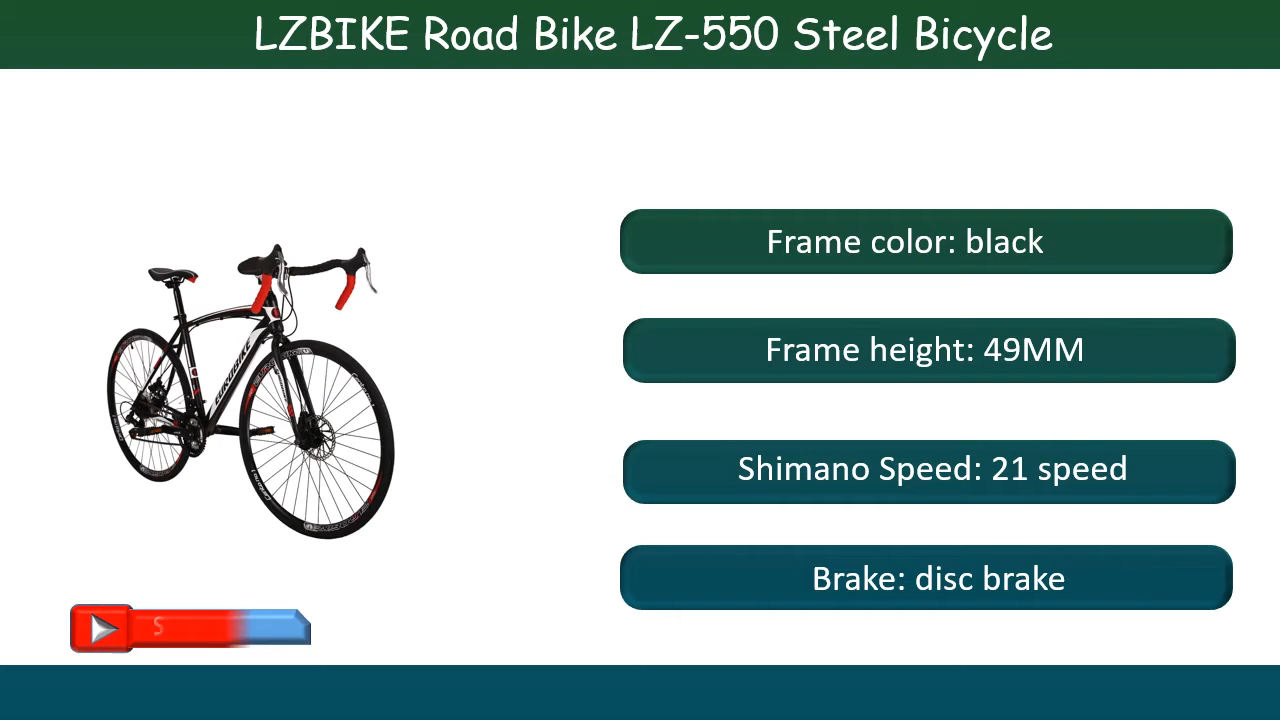 LZBIKE Road Bike LZ-550 Steel Bicycle
Frame color: black
Frame height: 49MM
Shimano Speed: 21 speed
Brake: disc brake
EUROBIKE
S